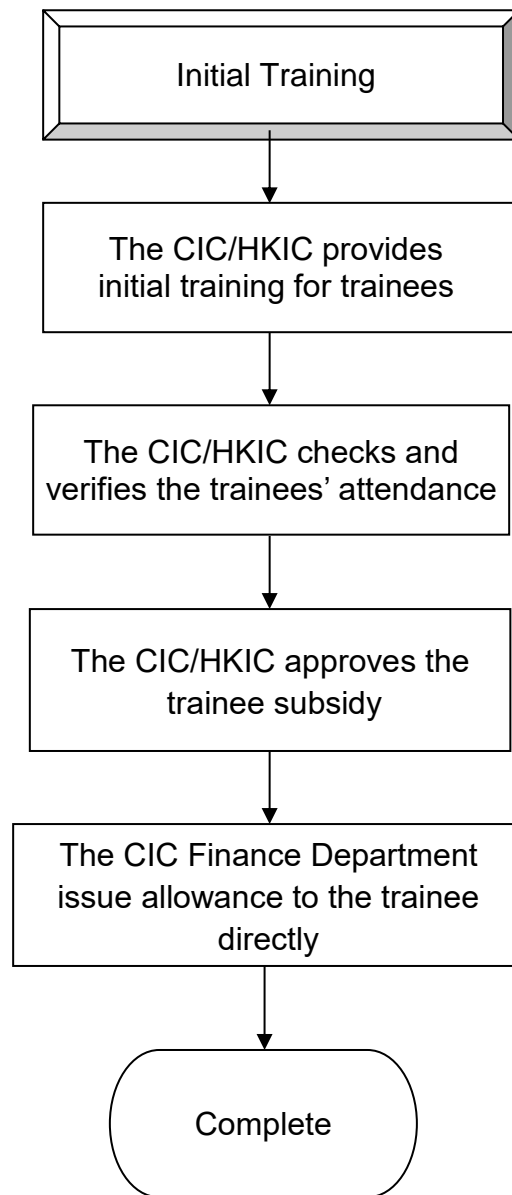 Initial Training
The CIC/HKIC provides
initial training for trainees
The CIC/HKIC checks and
verifies the trainees’ attendance
The CIC/HKIC approves the
trainee subsidy
The CIC Finance Department
issue allowance to the trainee
directly
Complete